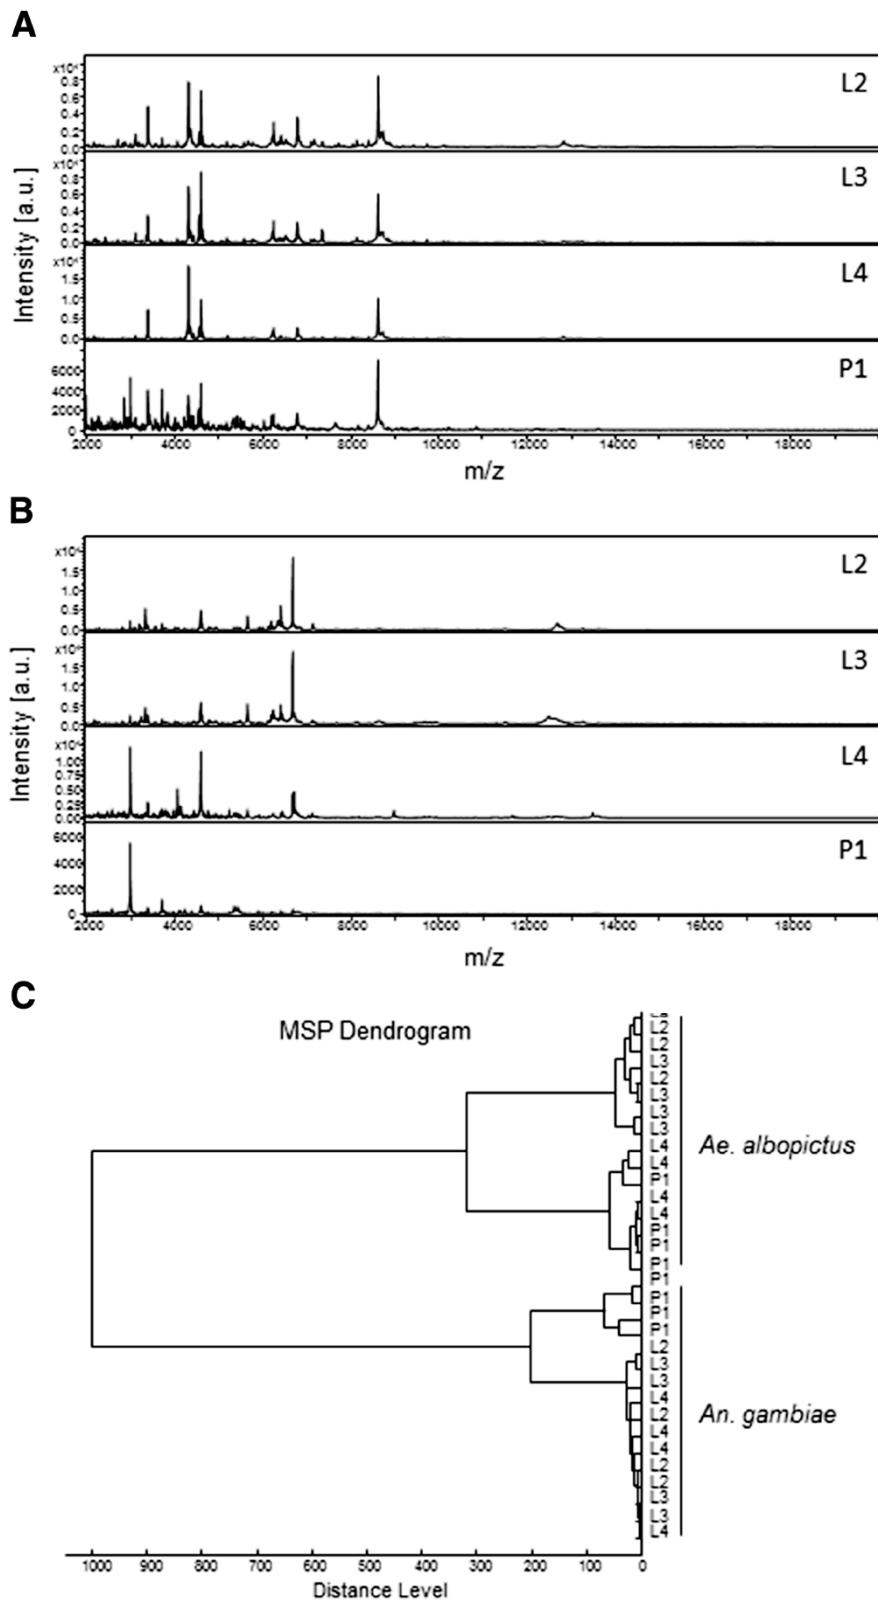 A
x10⁴
0.8
0.6
0.4
0.2
0.0
L2
x10⁴
0.8
0.6
0.4
0.2
0.0
L3
x10⁴
1.5
1.0
0.5
0.0
L4
6000
4000
2000
0
P1
Intensity [a.u.]
2000 4000 6000 8000 10000 12000 14000 16000 18000
m/z
B
x10⁴
1.5
1.0
0.5
0.0
L2
x10⁴
1.5
1.0
0.5
0.0
L3
x10⁴
1.00
0.75
0.50
0.25
0.00
L4
6000
4000
2000
0
P1
Intensity [a.u.]
2000 4000 6000 8000 10000 12000 14000 16000 18000
m/z
C
MSP Dendrogram
L2
L2
L3
L2
L3
L3
L3
L4
L4
P1
L4
L4
P1
P1
P1
P1
Ae. albopictus
P1
P1
P1
L2
L3
L3
L4
L2
L4
L4
L2
L2
L3
L3
L4
An. gambiae
1000 900 800 700 600 500 400 300 200 100 0
Distance Level